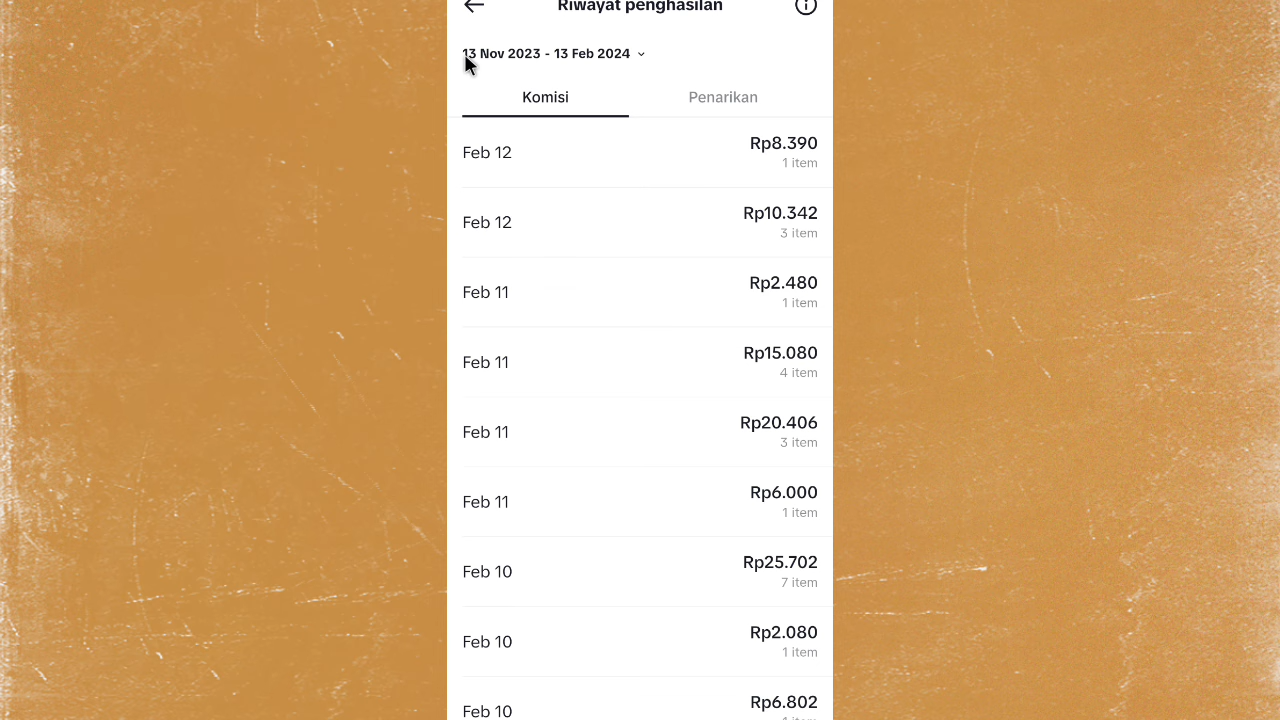 Riwayat penghasilan
13 Nov 2023 - 13 Feb 2024
Komisi
Penarikan
Feb 12
Rp8.390
1 item
Feb 12
Rp10.342
3 item
Feb 11
Rp2.480
1 item
Feb 11
Rp15.080
4 item
Feb 11
Rp20.406
3 item
Feb 11
Rp6.000
1 item
Feb 10
Rp25.702
7 item
Feb 10
Rp2.080
1 item
Feb 10
Rp6.802